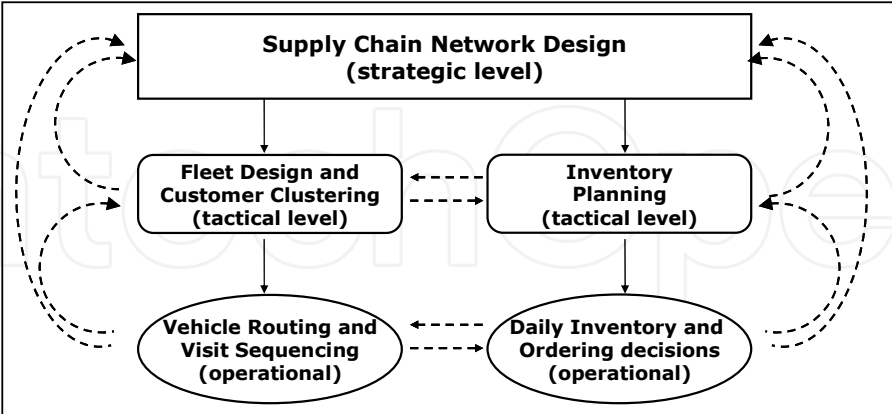 Supply Chain Network Design
(strategic level)
Fleet Design and
Customer Clustering
(tactical level)
Inventory
Planning
(tactical level)
Vehicle Routing and
Visit Sequencing
(operational)
Daily Inventory and
Ordering decisions
(operational)